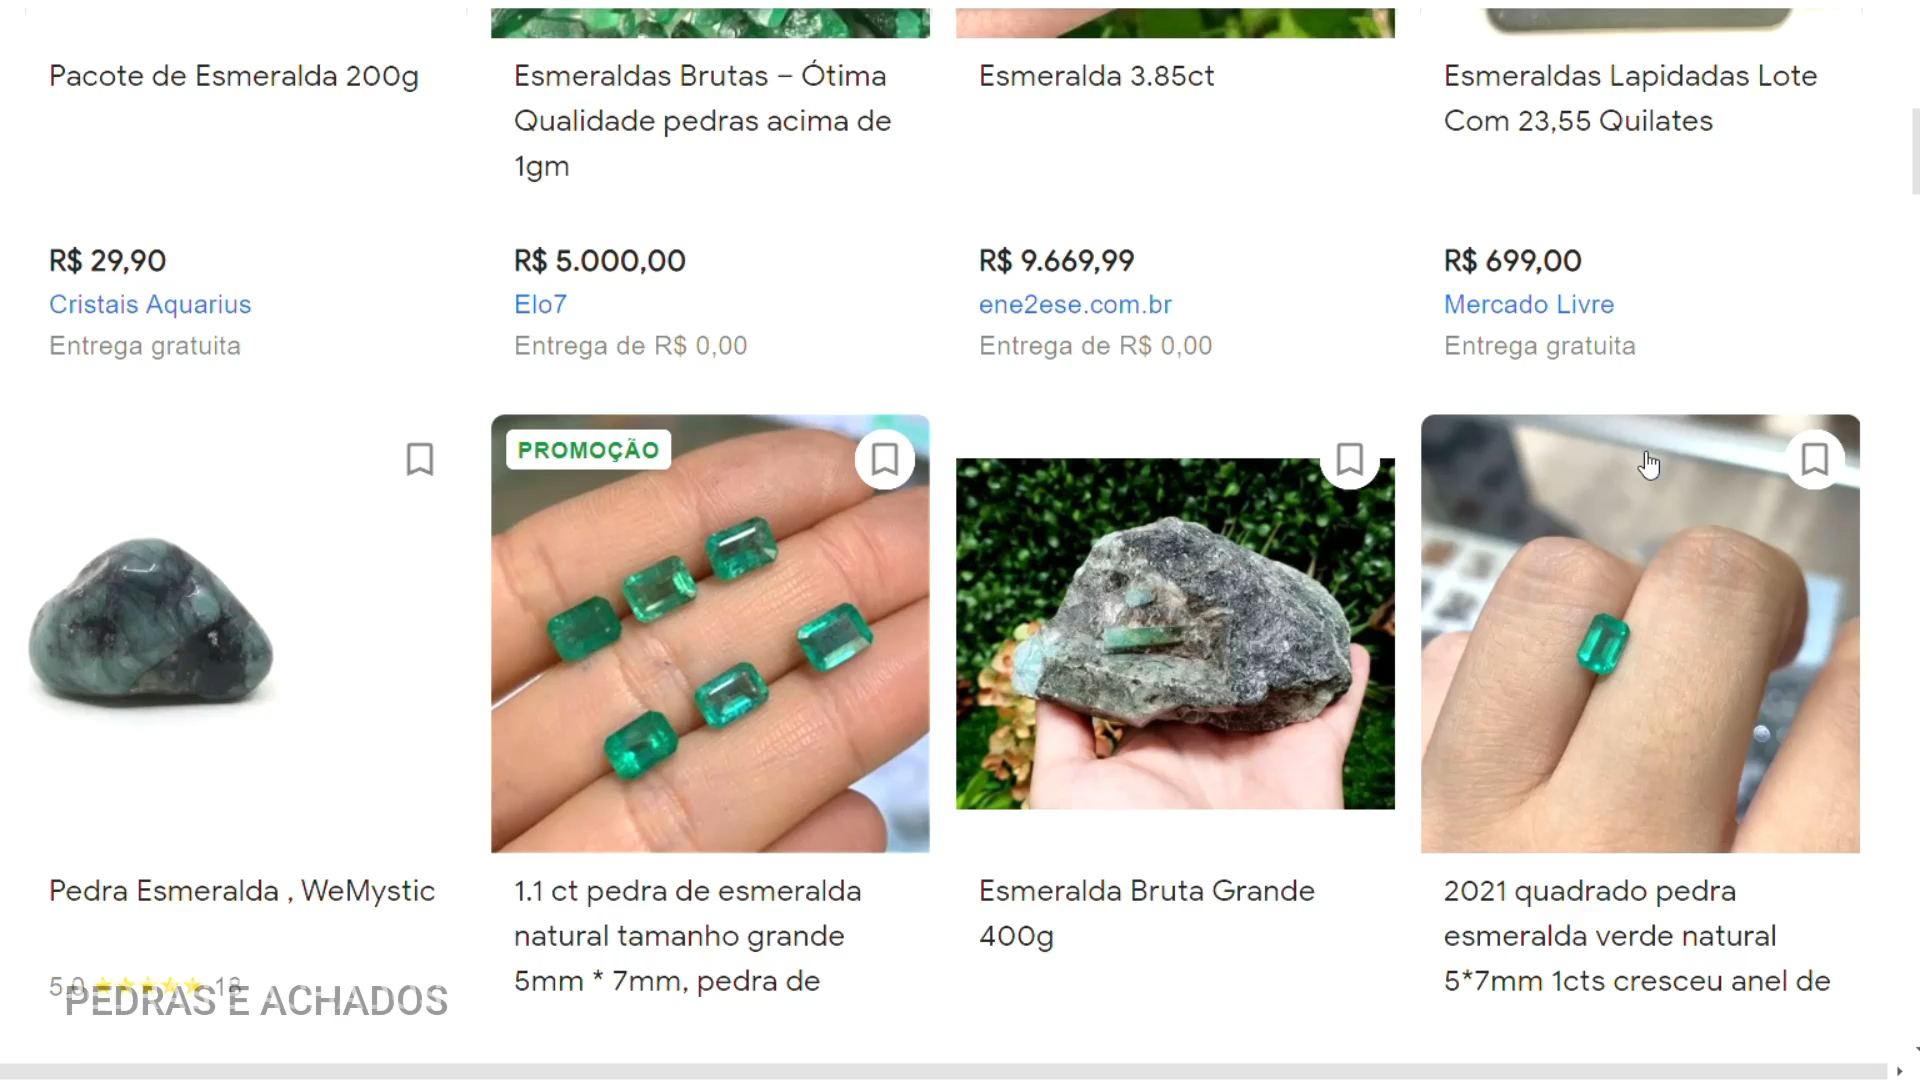 Pacote de Esmeralda 200g
R$ 29,90
Cristais Aquarius
Entrega gratuita
Esmeraldas Brutas – Ótima
Qualidade pedras acima de
1gm
R$ 5.000,00
Elo7
Entrega de R$ 0,00
Esmeralda 3.85ct
R$ 9.669,99
ene2ese.com.br
Entrega de R$ 0,00
Esmeraldas Lapidadas Lote
Com 23,55 Quilates
R$ 699,00
Mercado Livre
Entrega gratuita
Pedra Esmeralda , WeMystic
5,0 ★★★★★ 18
PEDRAS E ACHADOS
PROMOÇÃO
1.1 ct pedra de esmeralda
natural tamanho grande
5mm * 7mm, pedra de
Esmeralda Bruta Grande
400g
2021 quadrado pedra
esmeralda verde natural
5*7mm 1cts cresceu anel de